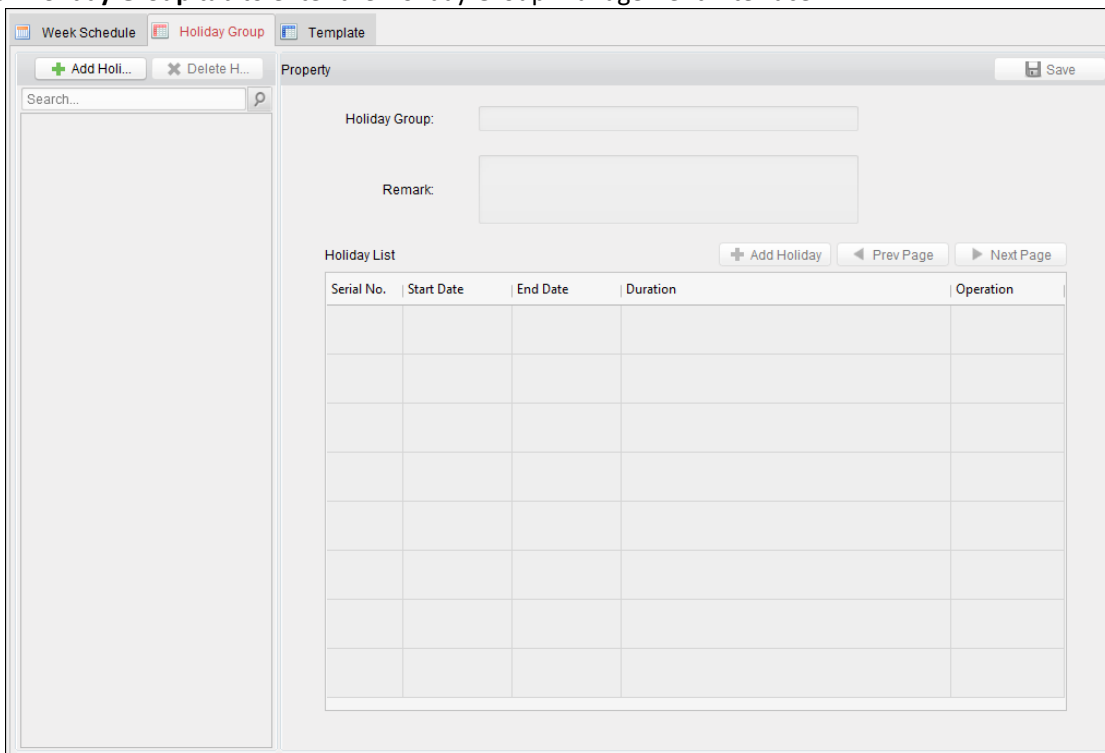 Week Schedule Holiday Group Template
Add Holi... Delete H... Property Save
Search...
Holiday Group:
Remark:
Holiday List Add Holiday Prev Page Next Page
Serial No. Start Date End Date Duration Operation